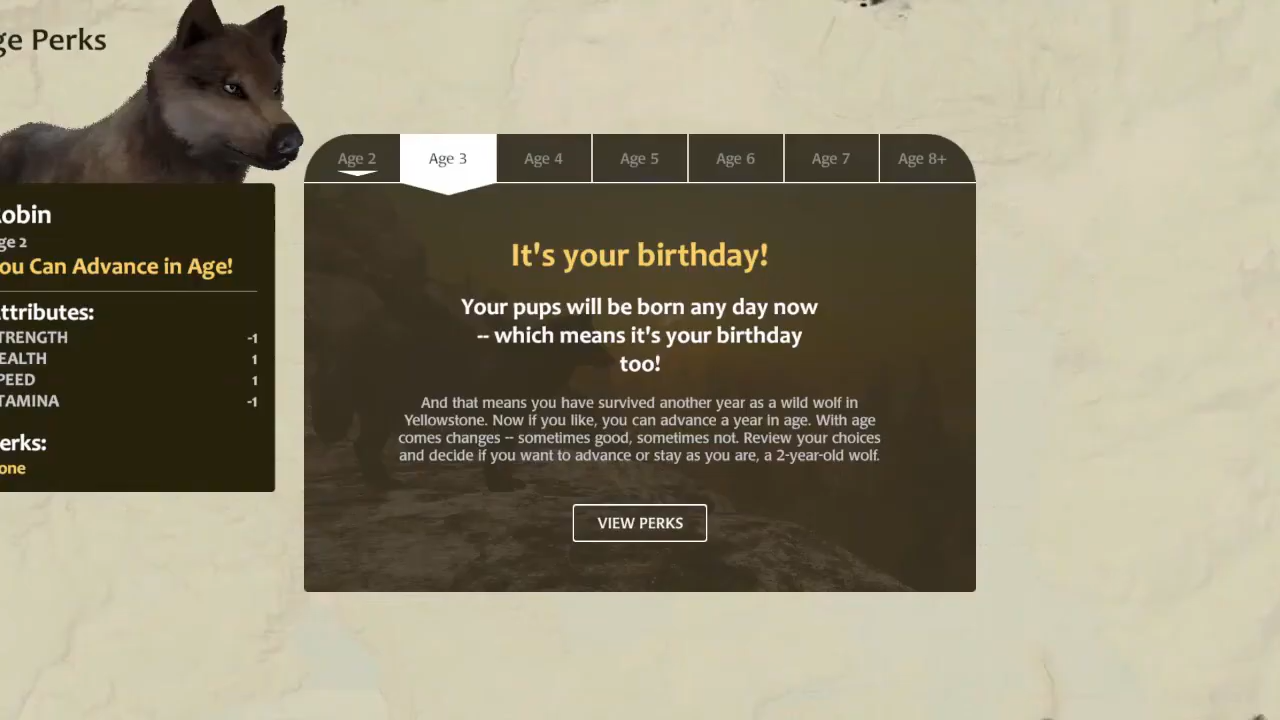 ge Perks
Age 2
Age 3
Age 4
Age 5
Age 6
Age 7
Age 8+
obin
ge 2
ou Can Advance in Age!
ttributes:
TRENGTH -1
EALTH 1
PEED 1
TAMINA -1
erks:
one
It's your birthday!
Your pups will be born any day now
-- which means it's your birthday
too!
And that means you have survived another year as a wild wolf in
Yellowstone. Now if you like, you can advance a year in age. With age
comes changes -- sometimes good, sometimes not. Review your choices
and decide if you want to advance or stay as you are, a 2-year-old wolf.
VIEW PERKS